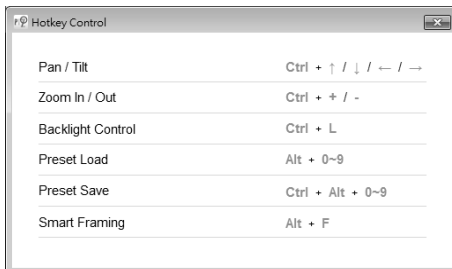 Hotkey Control
Pan / Tilt Ctrl + ↑ / ↓ / ← / →
Zoom In / Out Ctrl + + / -
Backlight Control Ctrl + L
Preset Load Alt + 0~9
Preset Save Ctrl + Alt + 0~9
Smart Framing Alt + F